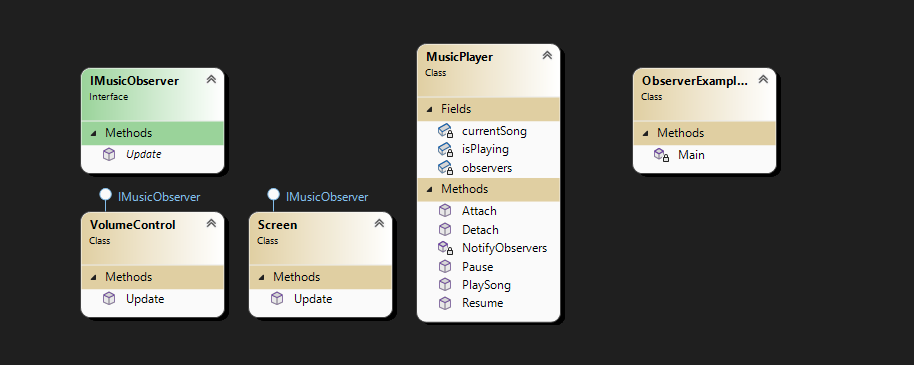 IMusicObserver
Interface
Methods
Update
IMusicObserver
VolumeControl
Class
Methods
Update
IMusicObserver
Screen
Class
Methods
Update
MusicPlayer
Class
Fields
currentSong
isPlaying
observers
Methods
Attach
Detach
NotifyObservers
Pause
PlaySong
Resume
ObserverExampl...
Class
Methods
Main